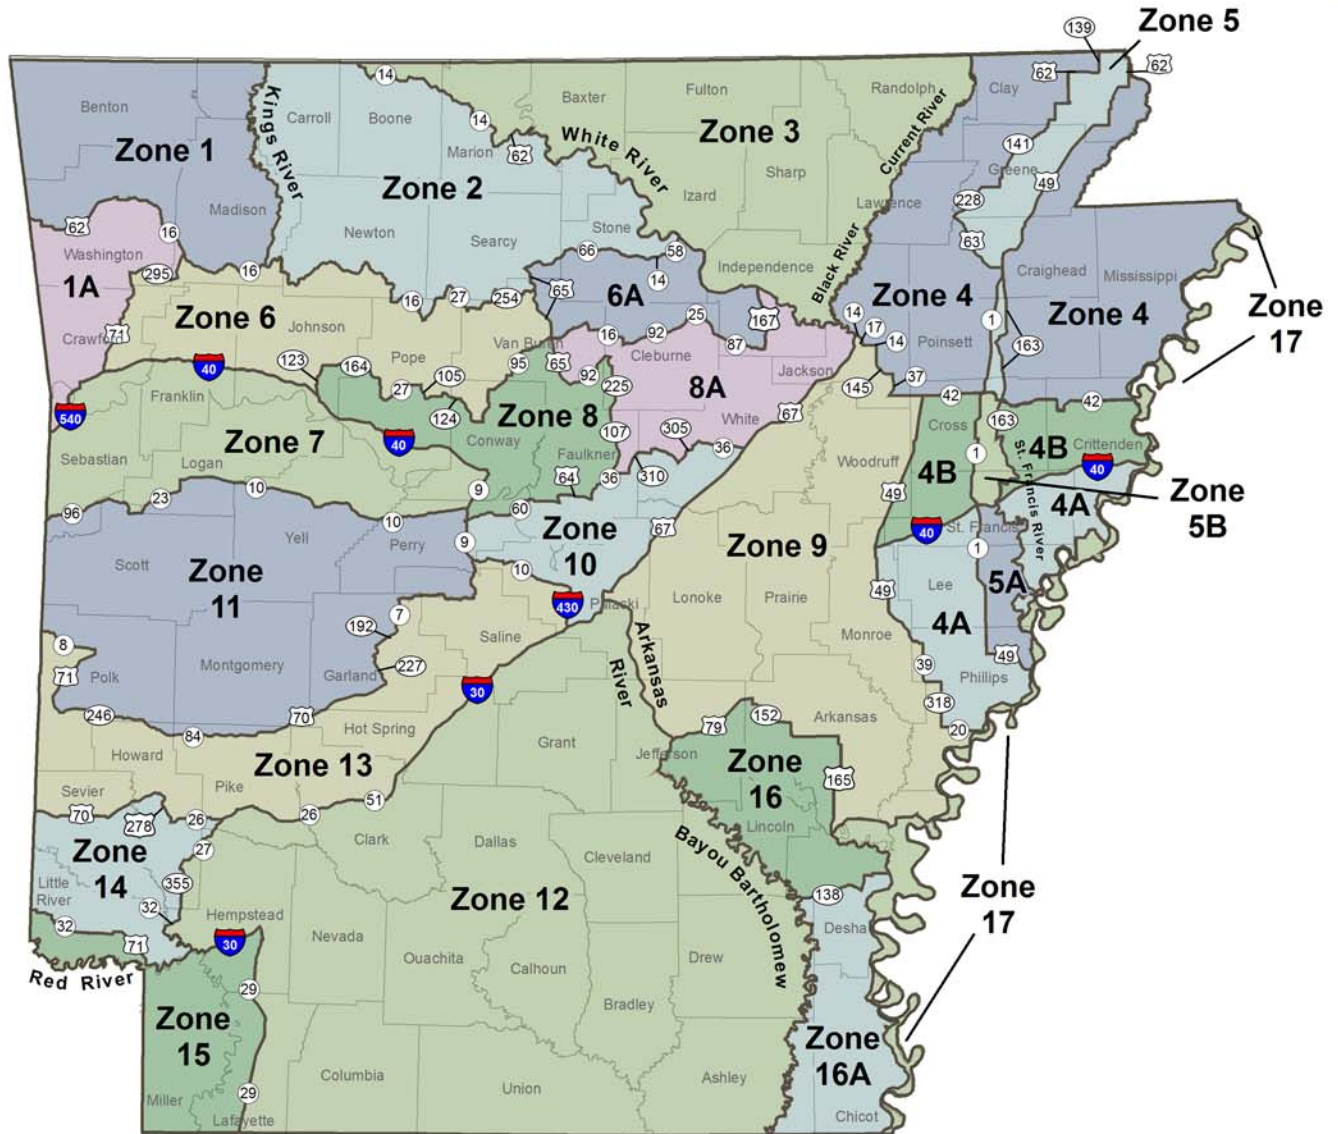 139
Zone 5
62
62
14
Benton
Kings River
Carroll
Boone
Baxter
Fulton
Randolph
Clay
Zone 1
14
Marion
62
White River
Zone 3
Current River
141
Greene
Zone 2
Izard
Sharp
49
Madison
Lawrence
228
62
Washington
16
Newton
Searcy
Stone
63
295
16
66
58
Independence
Black River
Craighead
Mississippi
1A
65
14
6A
Zone 4
Zone 4
Zone
17
Zone 6
16
27
254
Johnson
25
167
14
17
14
Poinsett
1
Crawford
71
Van Buren
16
92
87
163
123
164
Pope
95
65
Cleburne
Jackson
40
105
92
225
8A
145
37
27
Franklin
124
Zone 8
White
67
42
42
540
Zone 7
40
Conway
107
305
Cross
163
4B
Crittenden
Sebastian
Logan
Faulkner
36
Woodruff
1
40
64
310
4B
St. Francis River
10
9
36
49
4A
Zone
5B
23
96
60
67
40
St. Francis
10
Zone
10
Zone 9
1
Yell
Perry
9
Scott
Zone
11
10
Lee
5A
430
Pulaski
Lonoke
Prairie
49
4A
192
7
Saline
Arkansas
River
Monroe
8
71
Polk
Montgomery
Garland
227
30
39
49
Phillips
246
70
318
84
Hot Spring
79
152
Arkansas
20
Howard
Zone 13
Grant
Jefferson
Zone
16
165
Sevier
Pike
51
70
278
26
26
Lincoln
Zone
14
27
Clark
Dallas
Cleveland
Bayou Bartholomew
Little
River
355
Zone 12
138
Zone
17
32
32
Hempstead
71
30
Nevada
Desha
Red River
Ouachita
Calhoun
Drew
29
Bradley
Zone
15
Zone
16A
Columbia
Union
Ashley
29
Miller
Lafayette
Chicot